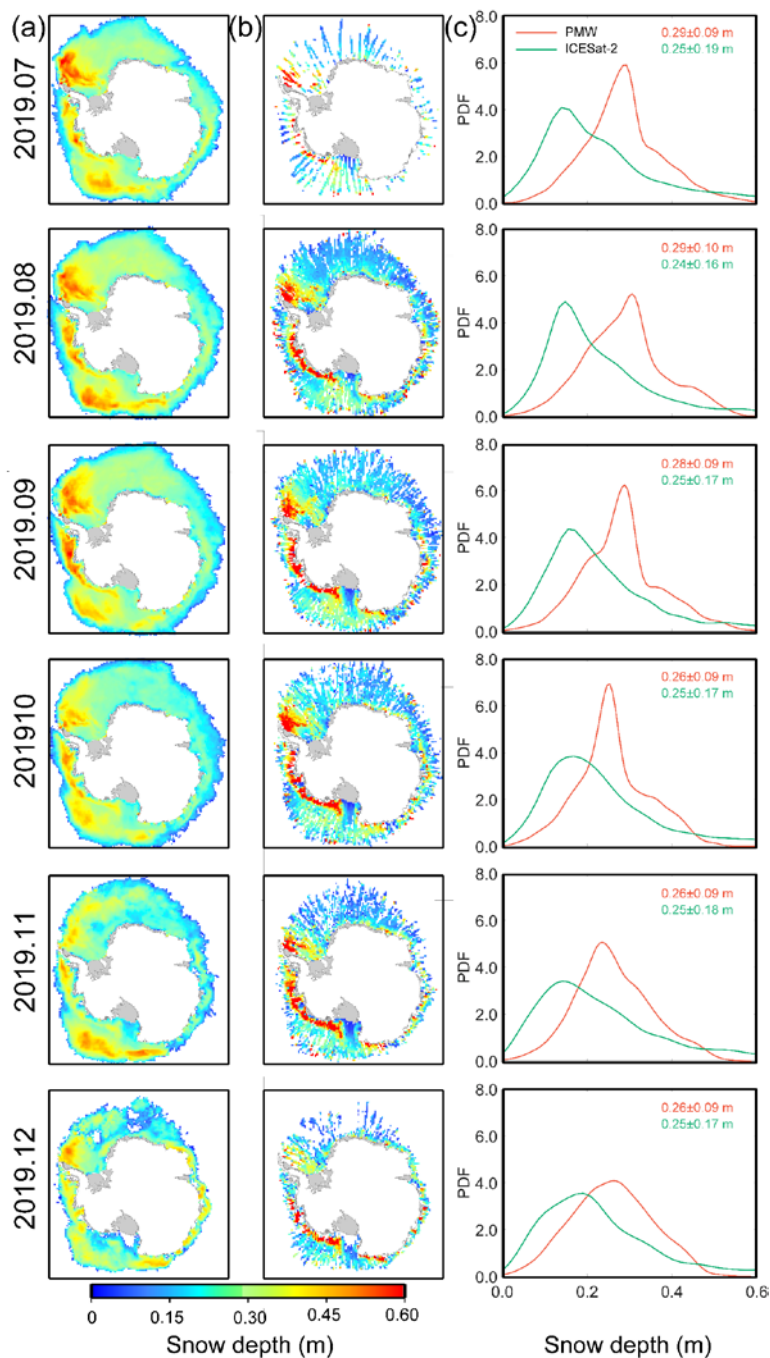 (a) (b) (c)
2019.07
8.0
6.0
4.0
2.0
0.0
PDF
PMW
ICESat-2
0.29±0.09 m
0.25±0.19 m
2019.08
8.0
6.0
4.0
2.0
0.0
PDF
0.29±0.10 m
0.24±0.16 m
2019.09
8.0
6.0
4.0
2.0
0.0
PDF
0.28±0.09 m
0.25±0.17 m
201910
8.0
6.0
4.0
2.0
0.0
PDF
0.26±0.09 m
0.25±0.17 m
2019.11
8.0
6.0
4.0
2.0
0.0
PDF
0.26±0.09 m
0.25±0.18 m
2019.12
8.0
6.0
4.0
2.0
0.0
PDF
0.26±0.09 m
0.25±0.17 m
0.0 0.2 0.4 0.6
0 0.15 0.30 0.45 0.60
Snow depth (m) Snow depth (m)